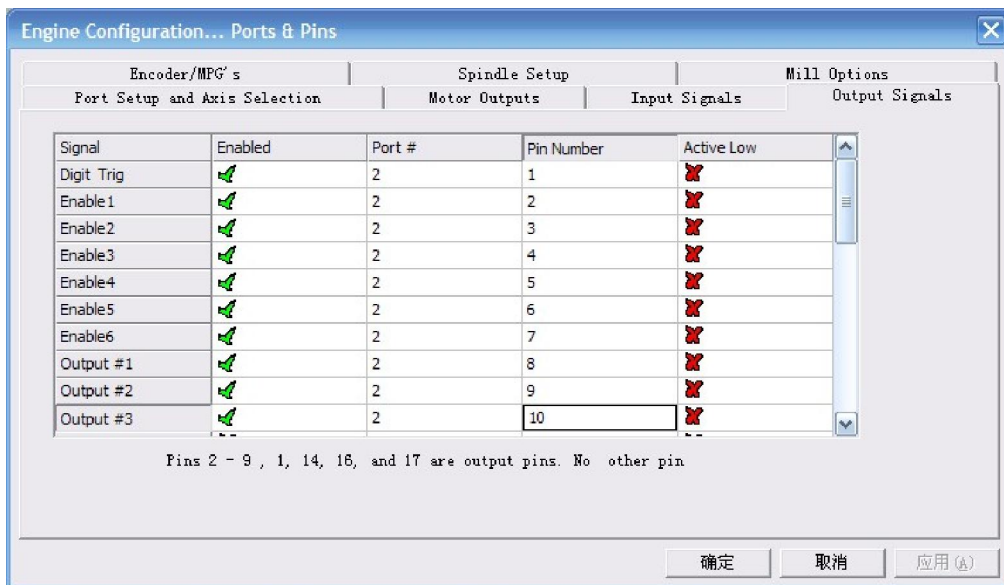 Engine Configuration... Ports & Pins
Encoder/MPG's Spindle Setup Mill Options
Port Setup and Axis Selection Motor Outputs Input Signals Output Signals
Signal Enabled Port # Pin Number Active Low
Digit Trig 2 1
Enable1 2 2
Enable2 2 3
Enable3 2 4
Enable4 2 5
Enable5 2 6
Enable6 2 7
Output #1 2 8
Output #2 2 9
Output #3 2 10
Pins 2 - 9 , 1, 14, 16, and 17 are output pins. No other pin
确定 取消 应用(A)